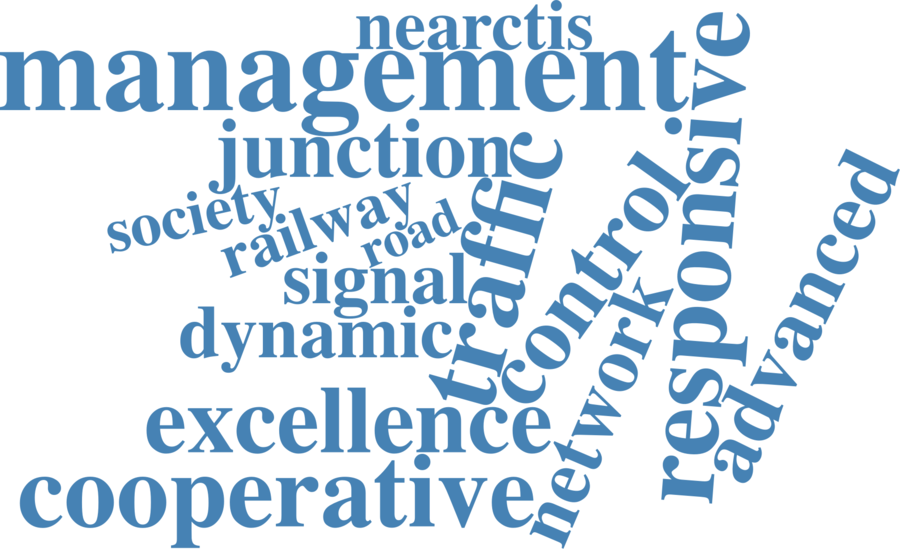 nearctis
management
responsive
junction
traffic
control
advanced
society
railway
road
signal
dynamic
network
excellence
cooperative